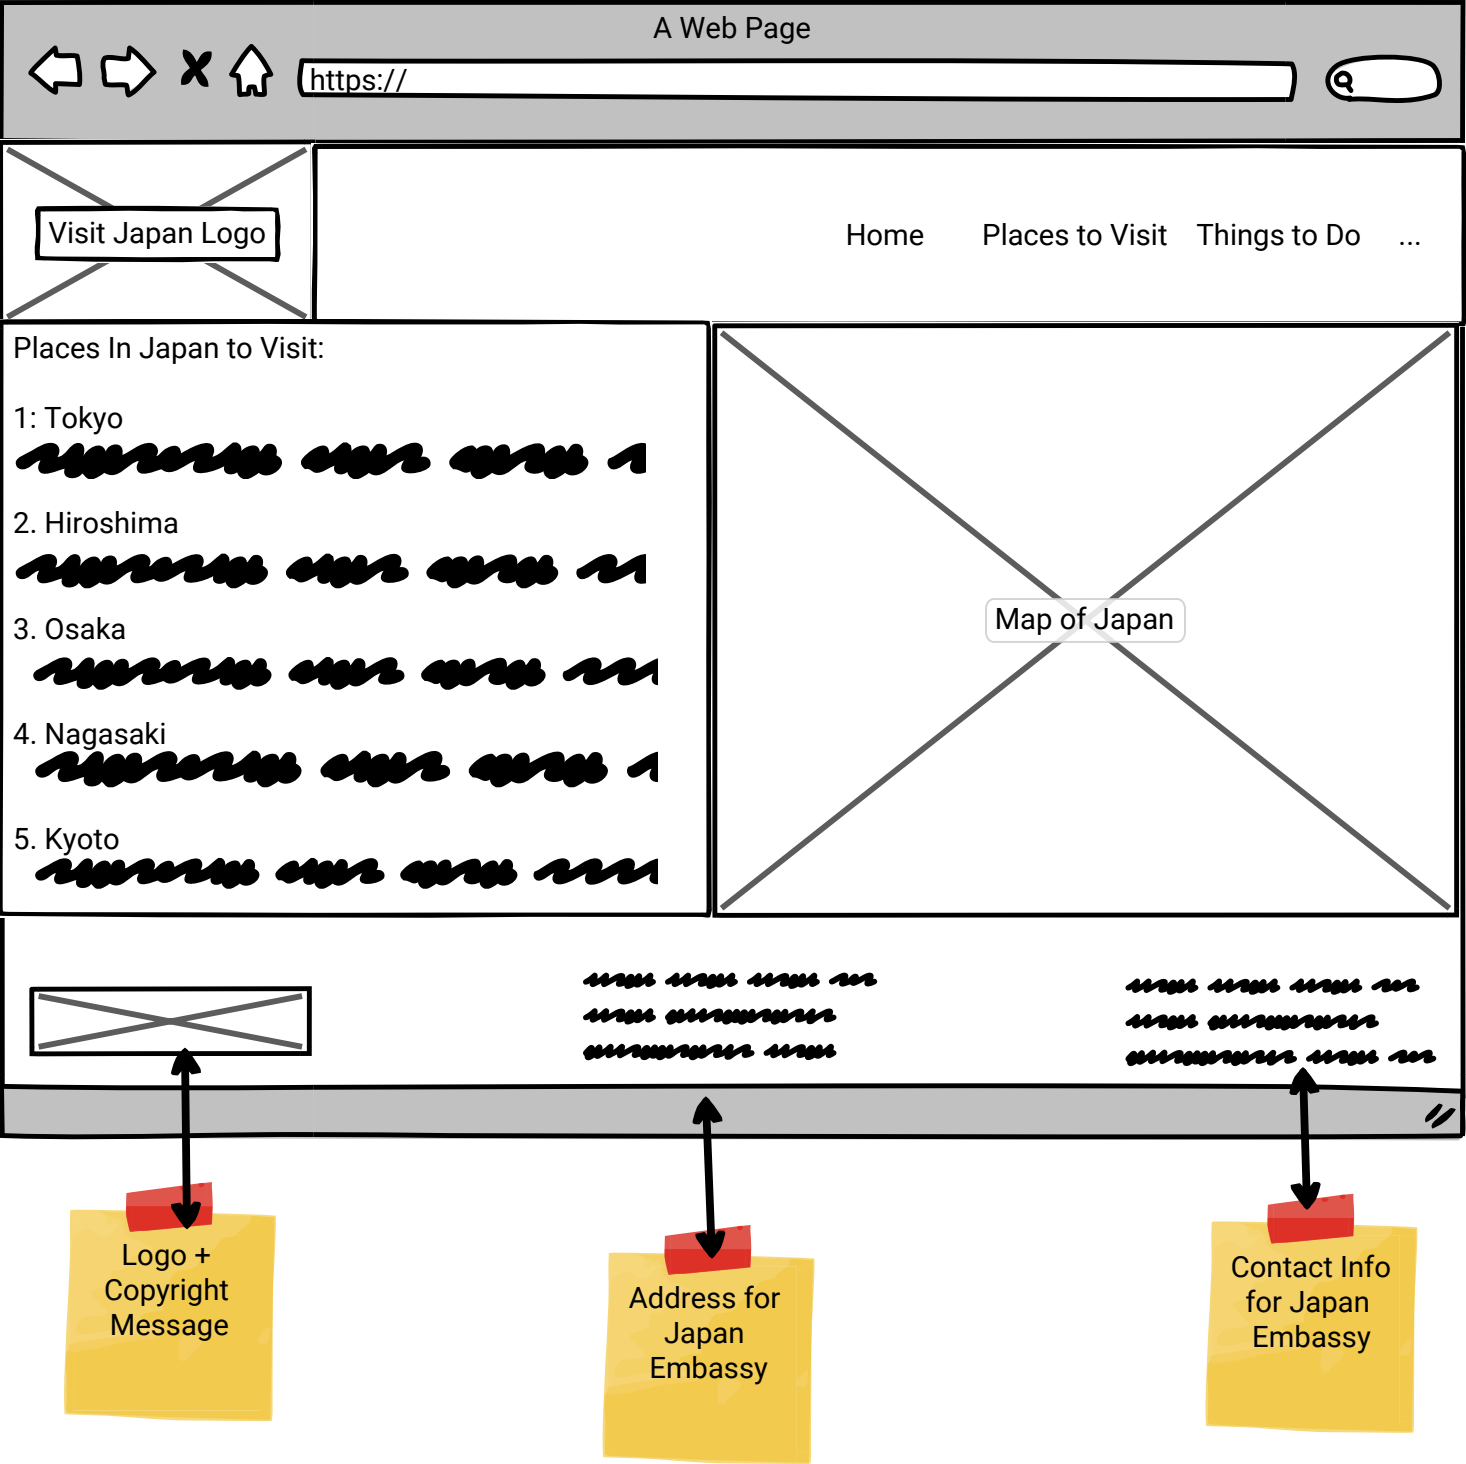 A Web Page
https://
Visit Japan Logo
Home Places to Visit Things to Do ...
Places In Japan to Visit:
1: Tokyo
2. Hiroshima
3. Osaka
4. Nagasaki
5. Kyoto
Map of Japan
Logo +
Copyright
Message
Address for
Japan
Embassy
Contact Info
for Japan
Embassy